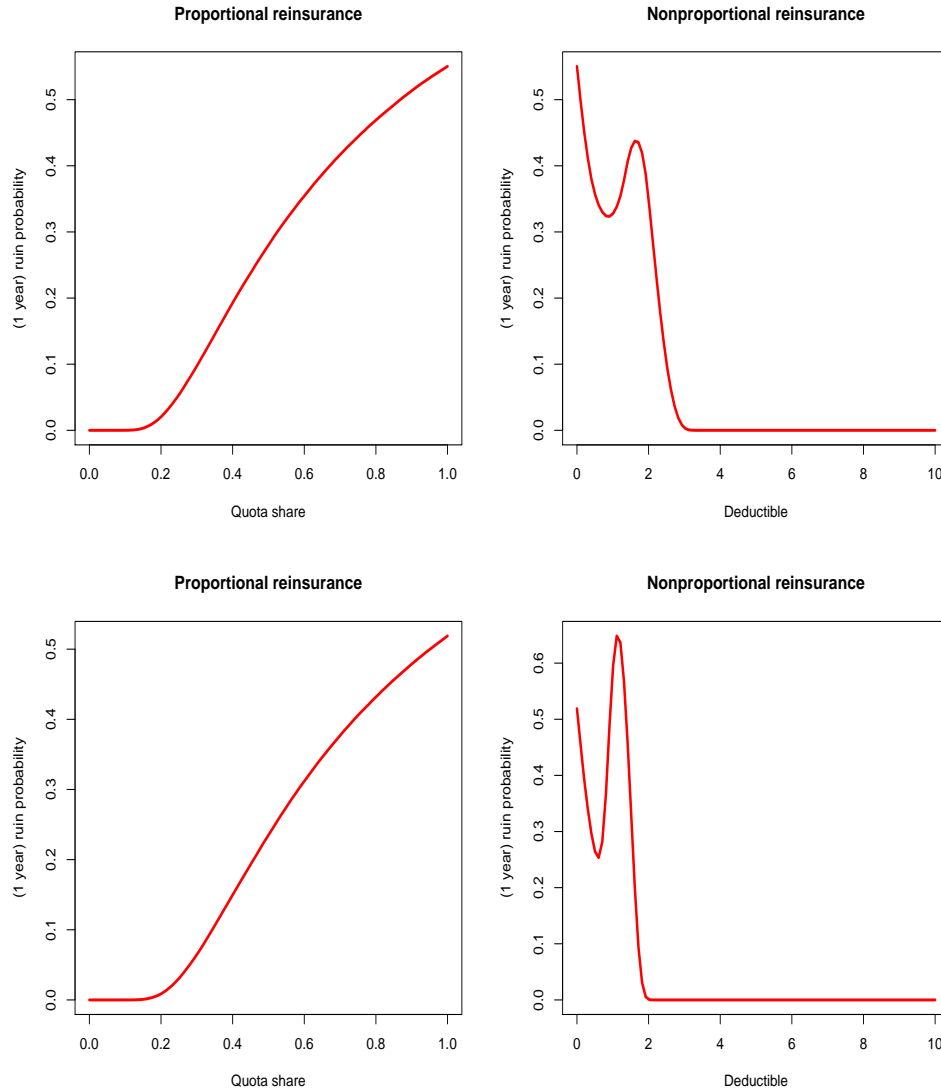 Proportional reinsurance
(1 year) ruin probability
0.0 0.1 0.2 0.3 0.4 0.5
0.0 0.2 0.4 0.6 0.8 1.0
Quota share
Nonproportional reinsurance
(1 year) ruin probability
0.0 0.1 0.2 0.3 0.4 0.5
0 2 4 6 8 10
Deductible
Proportional reinsurance
(1 year) ruin probability
0.0 0.1 0.2 0.3 0.4 0.5
0.0 0.2 0.4 0.6 0.8 1.0
Quota share
Nonproportional reinsurance
(1 year) ruin probability
0.0 0.1 0.2 0.3 0.4 0.5 0.6
0 2 4 6 8 10
Deductible